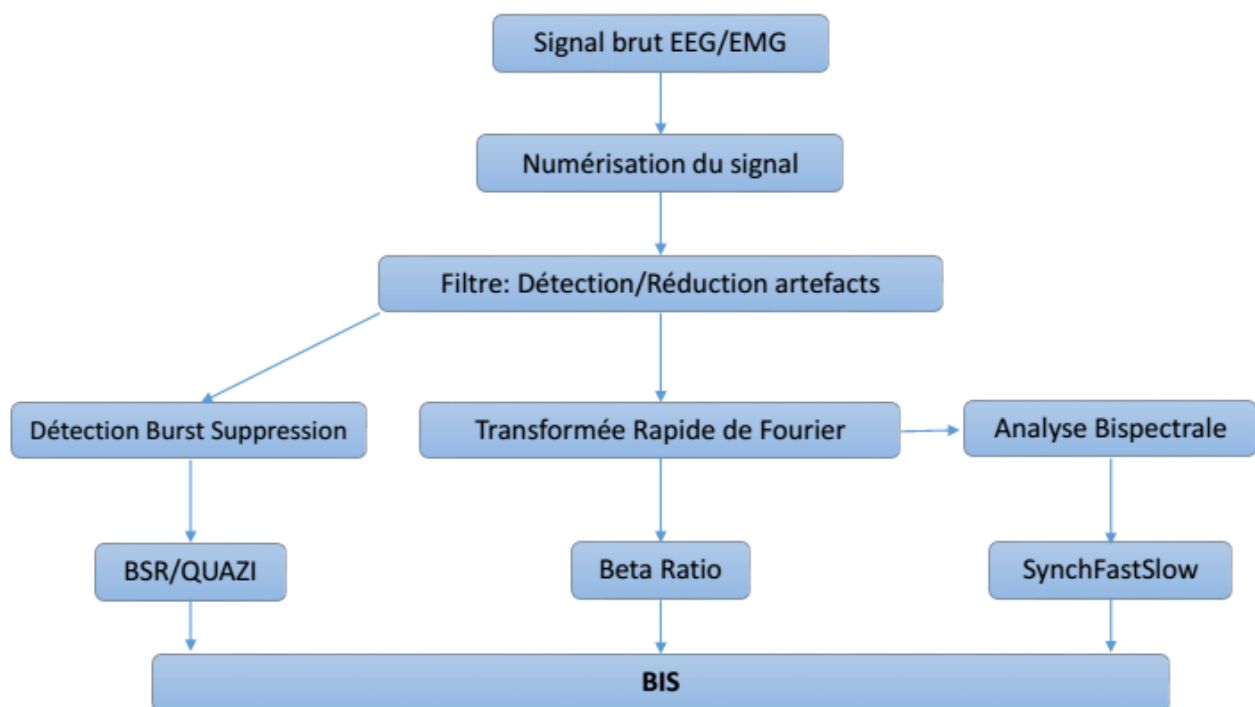 Signal brut EEG/EMG
Numérisation du signal
Filtre: Détection/Réduction artefacts
Détection Burst Suppression
Transformée Rapide de Fourier
Analyse Bispectrale
BSR/QUAZI
Beta Ratio
SynchFastSlow
BIS